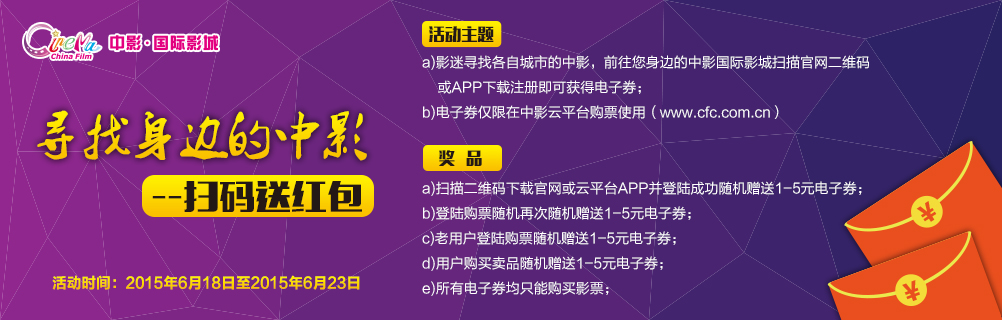 Cinema
China Film
中影·国际影城
寻找身边的中影
--扫码送红包
活动时间：2015年6月18日至2015年6月23日
活动主题
a)影迷寻找各自城市的中影，前往您身边的中影国际影城扫描官网二维码
或APP下载注册即可获得电子券；
b)电子券仅限在中影云平台购票使用（www.cfc.com.cn）
奖 品
a)扫描二维码下载官网或云平台APP并登陆成功随机赠送1-5元电子券；
b)登陆购票随机再次随机赠送1-5元电子券；
c)老用户登陆购票随机赠送1-5元电子券；
d)用户购买卖品随机赠送1-5元电子券；
e)所有电子券均只能购买影票；